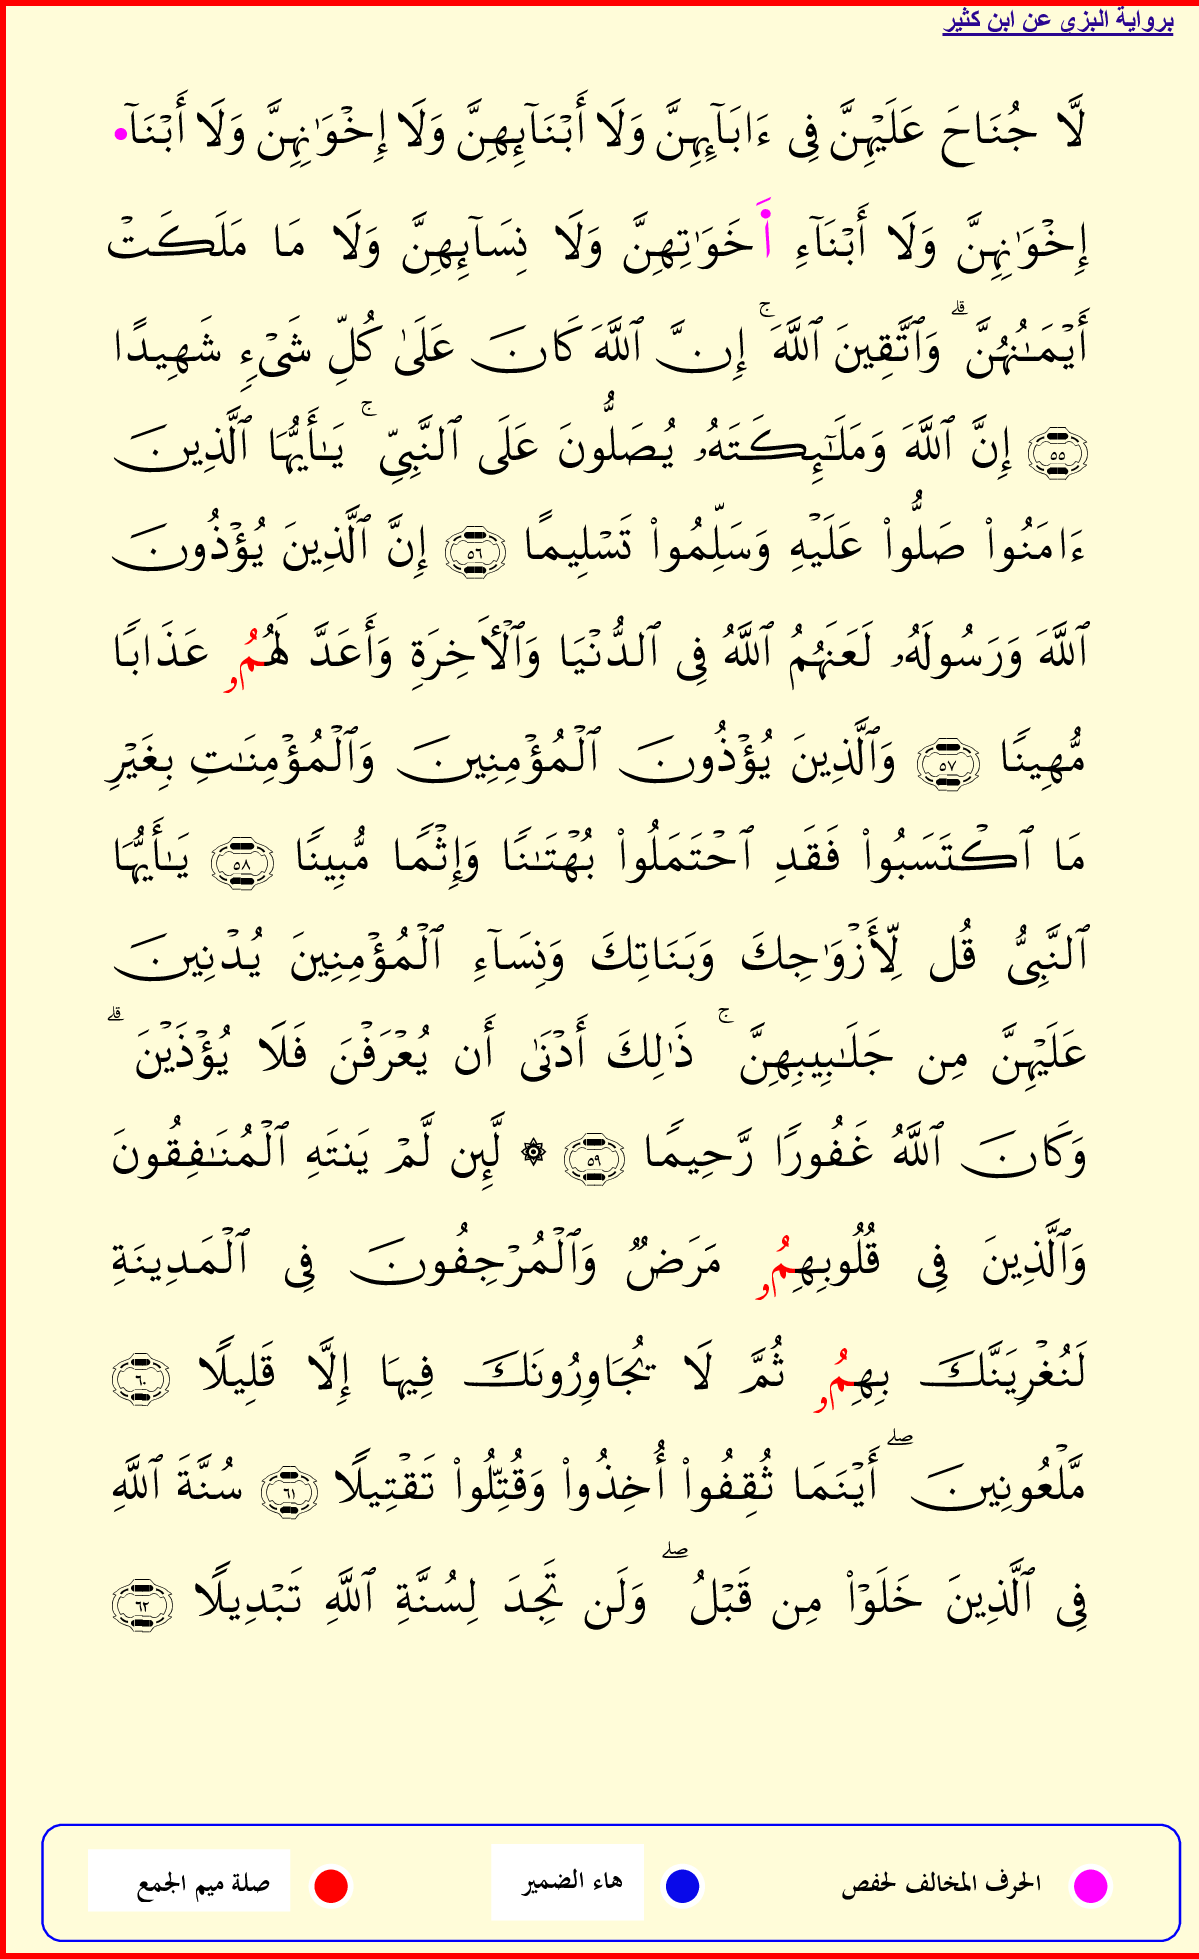 برواية البزى عن ابن كثير
لَّا جُنَاحَ عَلَيْهِنَّ فِى ءَابَآئِهِنَّ وَلَا أَبْنَآئِهِنَّ وَلَا إِخْوَٰنِهِنَّ وَلَا أَبْنَآ•
إِخْوَٰنِهِنَّ وَلَا أَبْنَآءِ اَ۬خَوَٰتِهِنَّ وَلَا نِسَآئِهِنَّ وَلَا مَا مَلَكَتْ
أَيْمَـٰنُهُنَّ ۗ وَٱتَّقِينَ ٱللَّهَ ۚ إِنَّ ٱللَّهَ كَانَ عَلَىٰ كُلِّ شَىْءٍ شَهِيدًا
٥٥ إِنَّ ٱللَّهَ وَمَلَـٰٓئِكَتَهُۥ يُصَلُّونَ عَلَى ٱلنَّبِىِّ ۚ يَـٰأَيُّهَا ٱلَّذِينَ
ءَامَنُوا۟ صَلُّوا۟ عَلَيْهِ وَسَلِّمُوا۟ تَسْلِيمًا ٥٦ إِنَّ ٱلَّذِينَ يُؤْذُونَ
ٱللَّهَ وَرَسُولَهُۥ لَعَنَهُمُ ٱللَّهُ فِى ٱلدُّنْيَا وَٱلْأَخِرَةِ وَأَعَدَّ لَهُمُۥ عَذَابًا
مُّهِينًا ٥٧ وَٱلَّذِينَ يُؤْذُونَ ٱلْمُؤْمِنِينَ وَٱلْمُؤْمِنَـٰتِ بِغَيْرِ
مَا ٱكْتَسَبُوا۟ فَقَدِ ٱحْتَمَلُوا۟ بُهْتَـٰنًا وَإِثْمًا مُّبِينًا ٥٨ يَـٰأَيُّهَا
ٱلنَّبِىُّ قُل لِّأَزْوَٰجِكَ وَبَنَاتِكَ وَنِسَآءِ ٱلْمُؤْمِنِينَ يُدْنِينَ
عَلَيْهِنَّ مِن جَلَـٰبِيبِهِنَّ ۚ ذَٰلِكَ أَدْنَىٰ أَن يُعْرَفْنَ فَلَا يُؤْذَيْنَ ۗ
وَكَانَ ٱللَّهُ غَفُورًا رَّحِيمًا ٥٩ ۞ لَّئِن لَّمْ يَنتَهِ ٱلْمُنَـٰفِقُونَ
وَٱلَّذِينَ فِى قُلُوبِهِمُۥ مَرَضٌ وَٱلْمُرْجِفُونَ فِى ٱلْمَدِينَةِ
لَنُغْرِيَنَّكَ بِهِمُۥ ثُمَّ لَا يُجَاوِرُونَكَ فِيهَا إِلَّا قَلِيلًا ٦٠
مَّلْعُونِينَ ۖ أَيْنَمَا ثُقِفُوا۟ أُخِذُوا۟ وَقُتِّلُوا۟ تَقْتِيلًا ٦١ سُنَّةَ ٱللَّهِ
فِى ٱلَّذِينَ خَلَوْا۟ مِن قَبْلُ ۖ وَلَن تَجِدَ لِسُنَّةِ ٱللَّهِ تَبْدِيلًا ٦٢
الحرف المخالف لحفص هاء الضمير صلة ميم الجمع